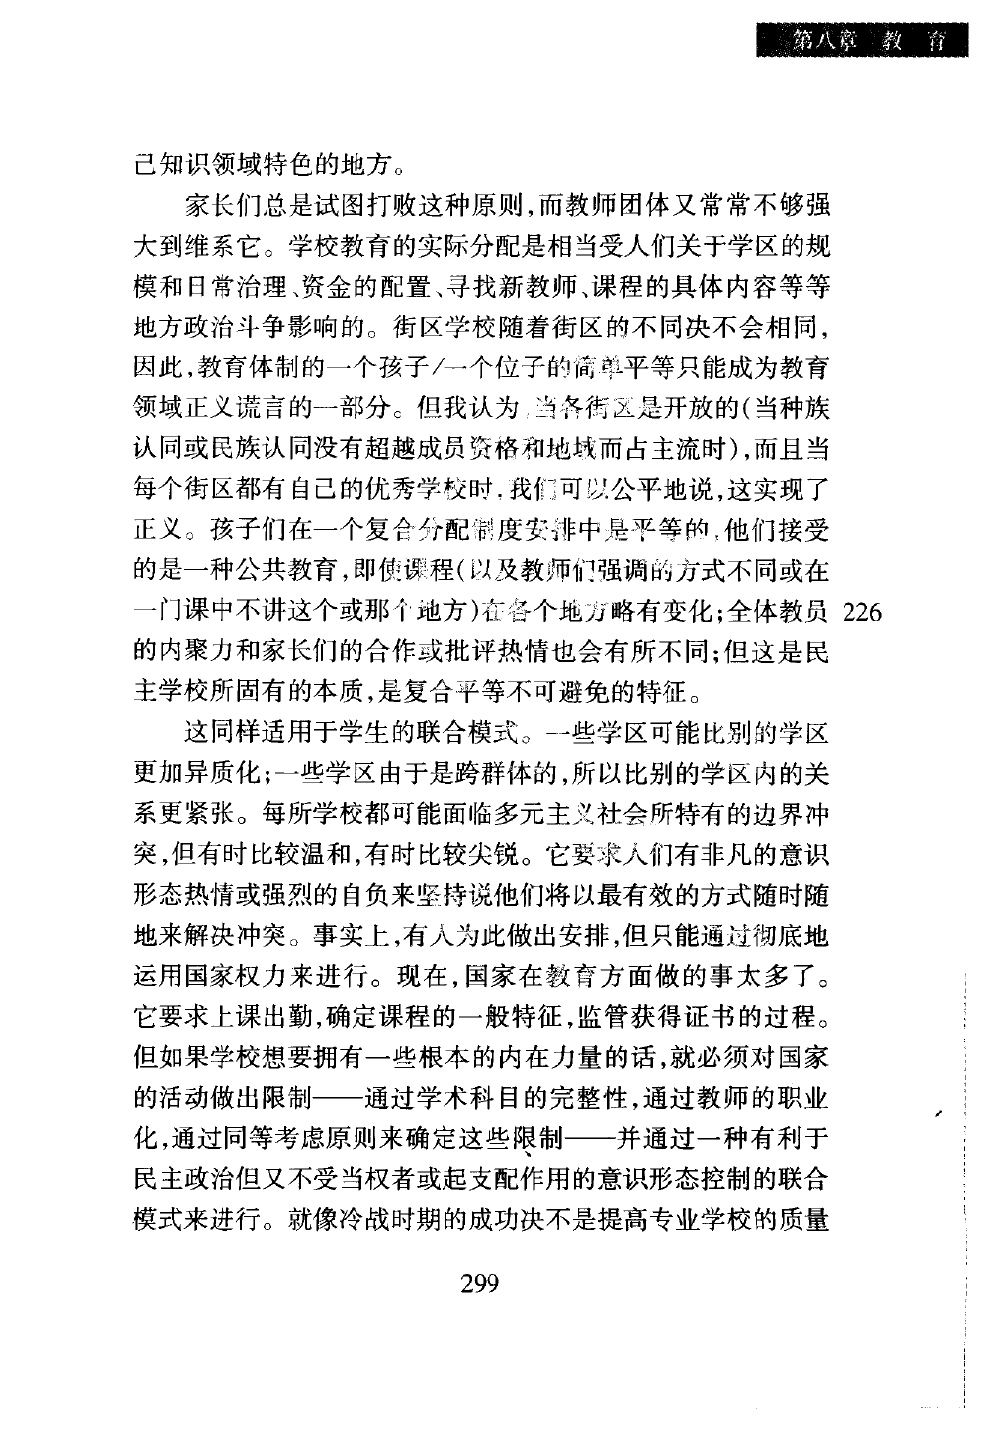 第八章 教 育
己知识领域特色的地方。
家长们总是试图打败这种原则,而教师团体又常常不够强
大到维系它。学校教育的实际分配是相当受人们关于学区的规
模和日常治理、资金的配置、寻找新教师、课程的具体内容等等
地方政治斗争影响的。街区学校随着街区的不同决不会相同,
因此,教育体制的一个孩子/一个位子的简单平等只能成为教育
领域正义谎言的一部分。但我认为,当各街区是开放的(当种族
认同或民族认同没有超越成员资格和地域而占主流时),而且当
每个街区都有自己的优秀学校时,我们可以公平地说,这实现了
正义。孩子们在一个复合分配制度安排中是平等的,他们接受
的是一种公共教育,即使课程(以及教师们强调的方式不同或在
一门课中不讲这个或那个地方)在各个地方略有变化;全体教员 226
的内聚力和家长们的合作或批评热情也会有所不同;但这是民
主学校所固有的本质,是复合平等不可避免的特征。
这同样适用于学生的联合模式。一些学区可能比别的学区
更加异质化;一些学区由于是跨群体的,所以比别的学区内的关
系更紧张。每所学校都可能面临多元主义社会所特有的边界冲
突,但有时比较温和,有时比较尖锐。它要求人们有非凡的意识
形态热情或强烈的自负来坚持说他们将以最有效的方式随时随
地来解决冲突。事实上,有人为此做出安排,但只能通过彻底地
运用国家权力来进行。现在,国家在教育方面做的事太多了。
它要求上课出勤,确定课程的一般特征,监管获得证书的过程。
但如果学校想要拥有一些根本的内在力量的话,就必须对国家
的活动做出限制——通过学术科目的完整性,通过教师的职业
化,通过同等考虑原则来确定这些限制——并通过一种有利于
民主政治但又不受当权者或起支配作用的意识形态控制的联合
模式来进行。就像冷战时期的成功决不是提高专业学校的质量
299